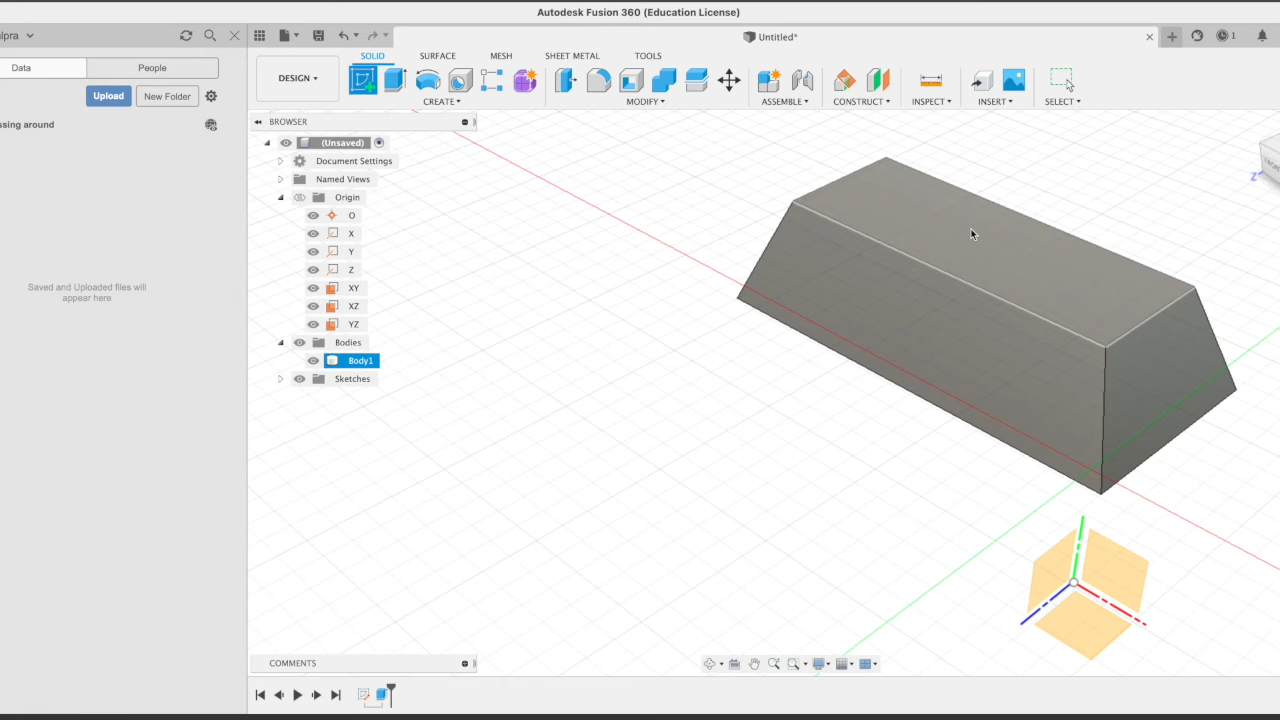 Autodesk Fusion 360 (Education License)
lpra
Untitled*
1
Data
People
Upload
New Folder
ssing around
Saved and Uploaded files will
appear here
DESIGN
SOLID
SURFACE
MESH
SHEET METAL
TOOLS
CREATE
MODIFY
ASSEMBLE
CONSTRUCT
INSPECT
INSERT
SELECT
BROWSER
(Unsaved)
Document Settings
Named Views
Origin
O
X
Y
Z
XY
XZ
YZ
Bodies
Body1
Sketches
Z
COMMENTS